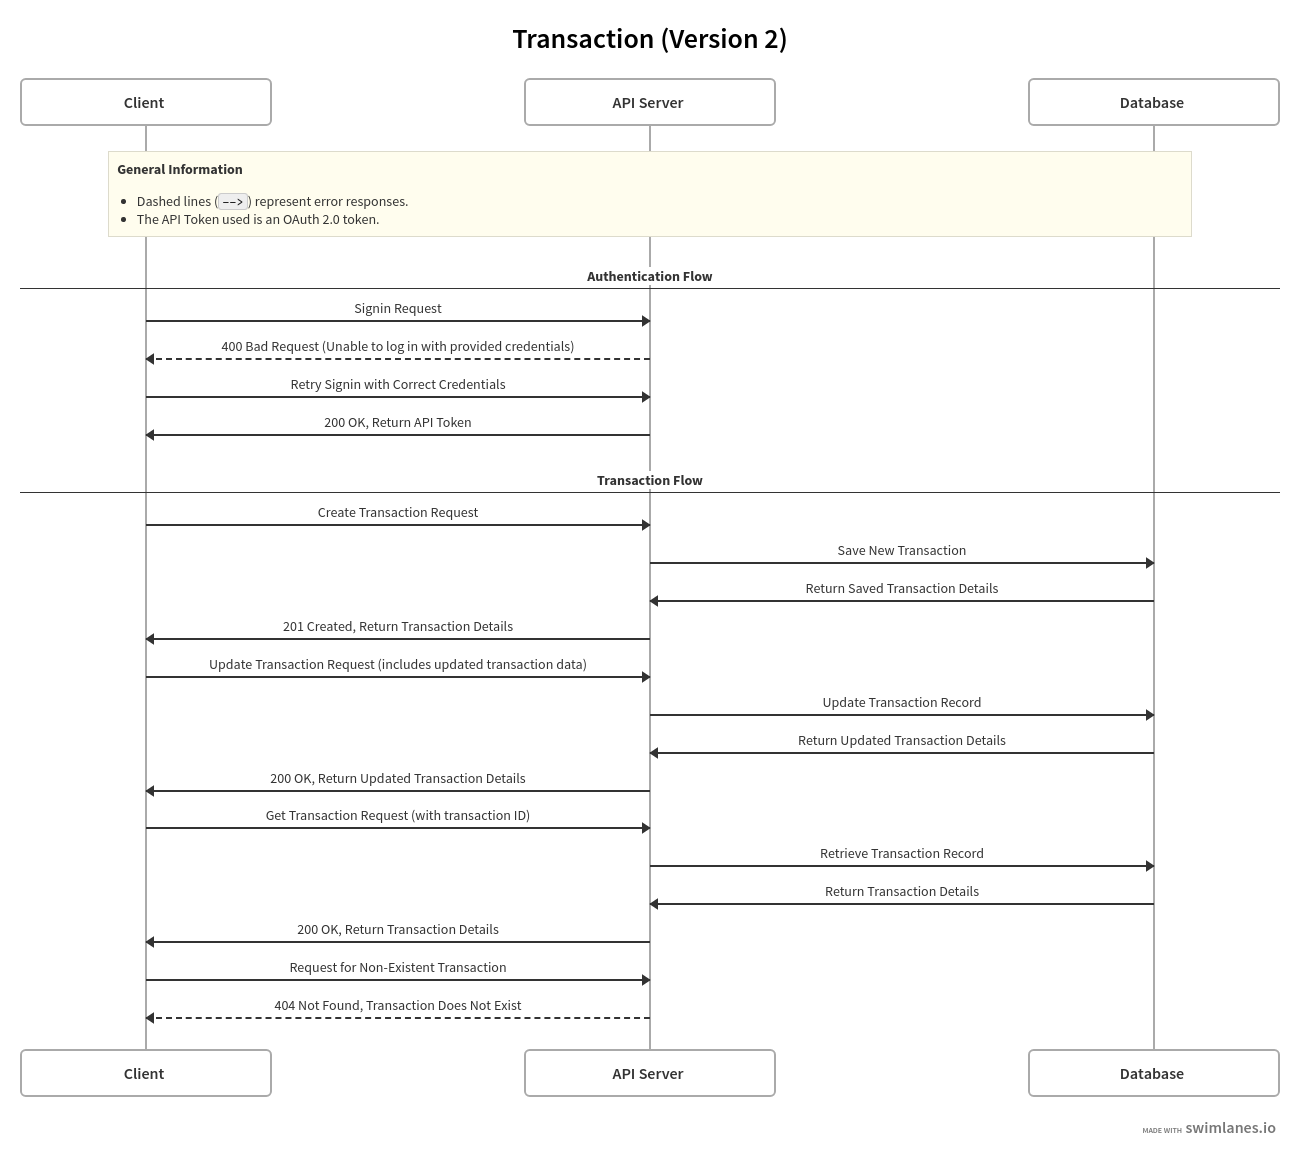 Transaction (Version 2)
Client
API Server
Database
General Information
Dashed lines (-->) represent error responses.
The API Token used is an OAuth 2.0 token.
Authentication Flow
Signin Request
400 Bad Request (Unable to log in with provided credentials)
Retry Signin with Correct Credentials
200 OK, Return API Token
Transaction Flow
Create Transaction Request
Save New Transaction
Return Saved Transaction Details
201 Created, Return Transaction Details
Update Transaction Request (includes updated transaction data)
Update Transaction Record
Return Updated Transaction Details
200 OK, Return Updated Transaction Details
Get Transaction Request (with transaction ID)
Retrieve Transaction Record
Return Transaction Details
200 OK, Return Transaction Details
Request for Non-Existent Transaction
404 Not Found, Transaction Does Not Exist
Client
API Server
Database
MADE WITH swimlanes.io